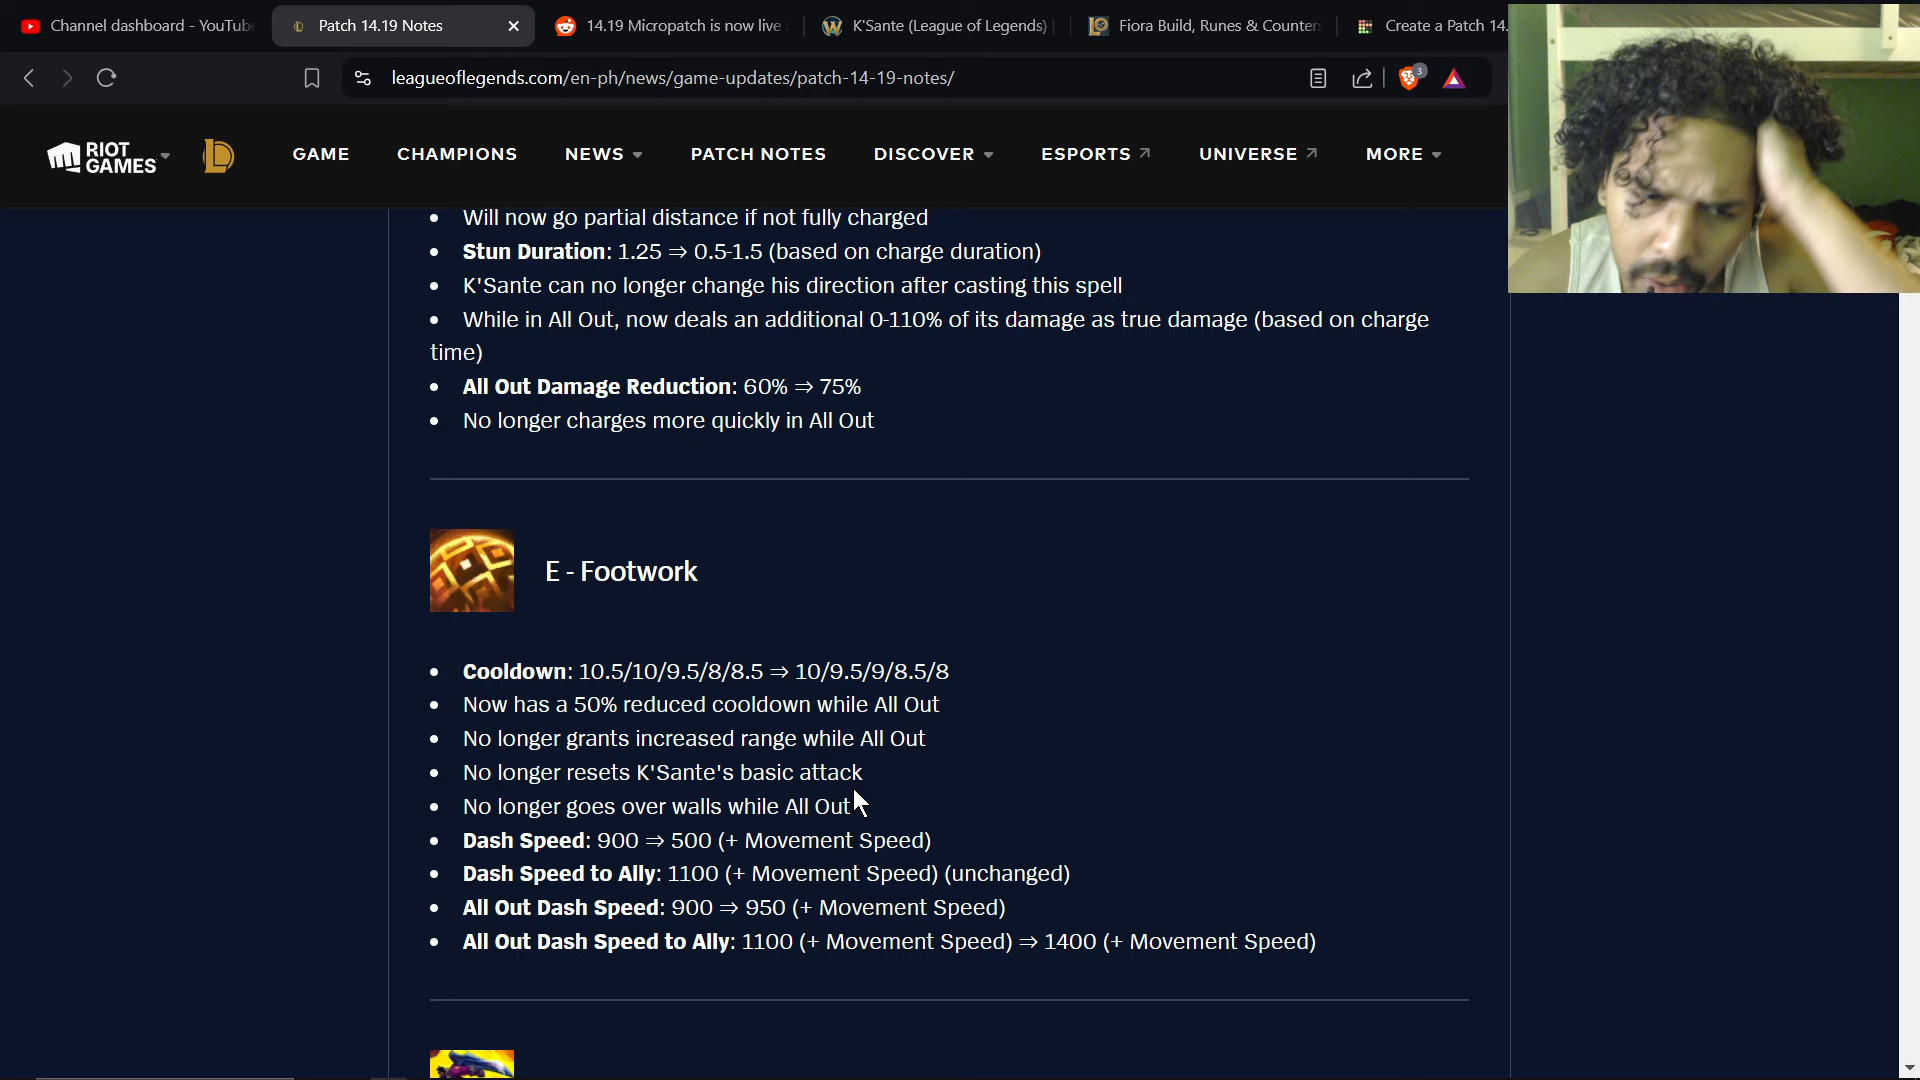 Channel dashboard - YouTub
Patch 14.19 Notes
14.19 Micropatch is now live
K'Sante (League of Legends)
Fiora Build, Runes & Counters
Create a Patch 14.
leagueoflegends.com/en-ph/news/game-updates/patch-14-19-notes/
3
RIOT GAMES
GAME
CHAMPIONS
NEWS
PATCH NOTES
DISCOVER
ESPORTS
UNIVERSE
MORE
Will now go partial distance if not fully charged
Stun Duration: 1.25 ⇒ 0.5-1.5 (based on charge duration)
K'Sante can no longer change his direction after casting this spell
While in All Out, now deals an additional 0-110% of its damage as true damage (based on charge
time)
All Out Damage Reduction: 60% ⇒ 75%
No longer charges more quickly in All Out
E - Footwork
Cooldown: 10.5/10/9.5/8/8.5 ⇒ 10/9.5/9/8.5/8
Now has a 50% reduced cooldown while All Out
No longer grants increased range while All Out
No longer resets K'Sante's basic attack
No longer goes over walls while All Out
Dash Speed: 900 ⇒ 500 (+ Movement Speed)
Dash Speed to Ally: 1100 (+ Movement Speed) (unchanged)
All Out Dash Speed: 900 ⇒ 950 (+ Movement Speed)
All Out Dash Speed to Ally: 1100 (+ Movement Speed) ⇒ 1400 (+ Movement Speed)